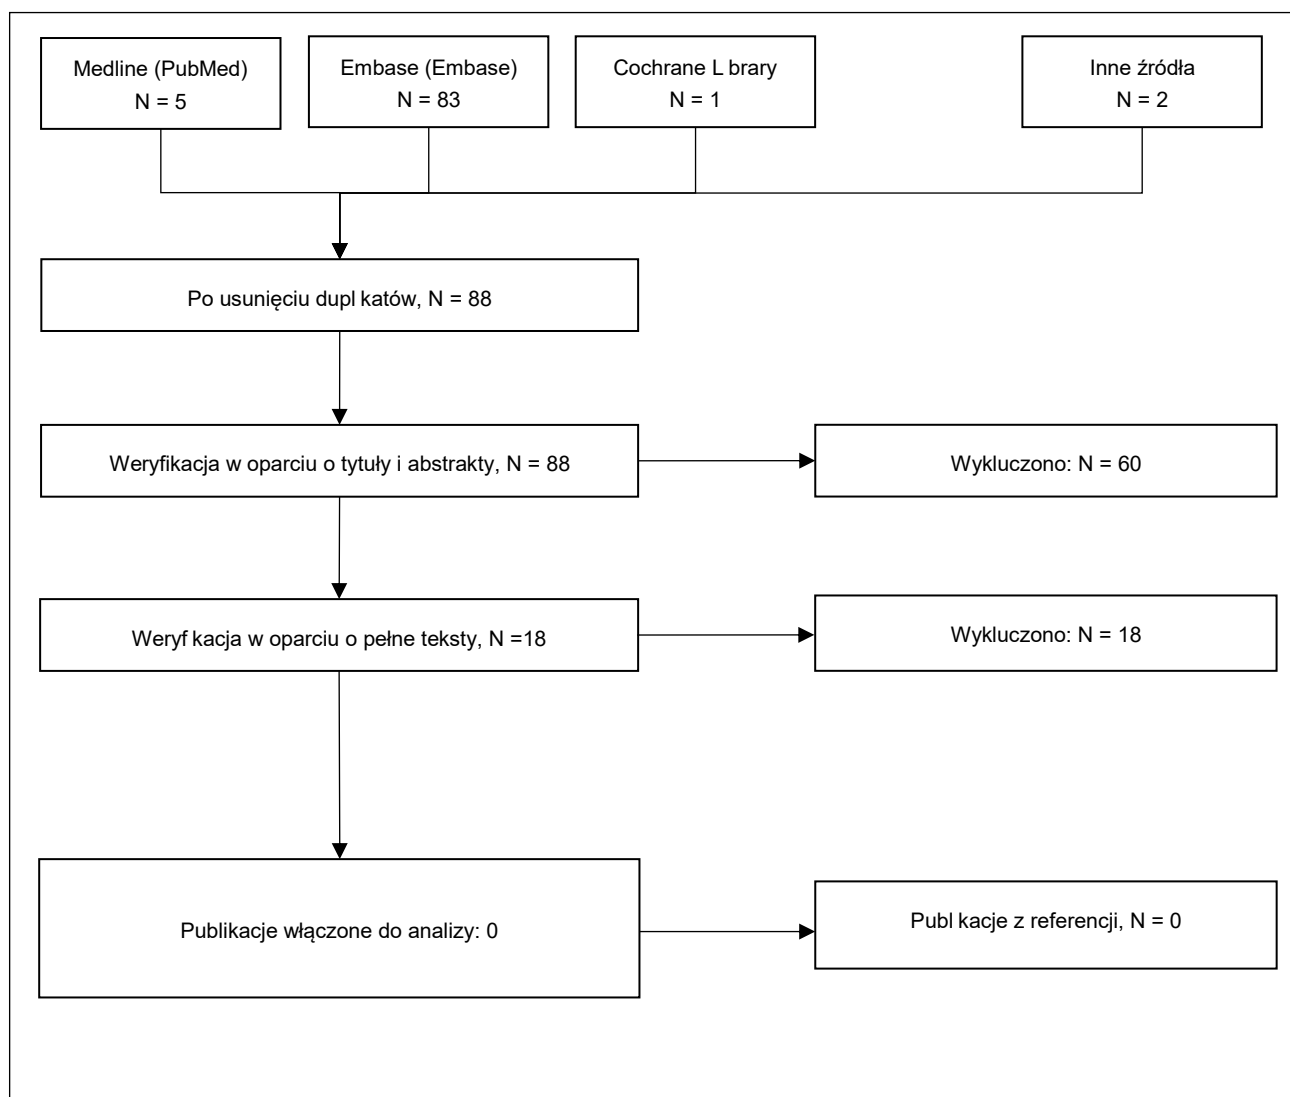 Medline (PubMed)
N = 5
Embase (Embase)
N = 83
Cochrane L brary
N = 1
Inne źródła
N = 2
Po usunięciu dupl katów, N = 88
Weryfikacja w oparciu o tytuły i abstrakty, N = 88
Wykluczono: N = 60
Weryf kacja w oparciu o pełne teksty, N =18
Wykluczono: N = 18
Publikacje włączone do analizy: 0
Publ kacje z referencji, N = 0